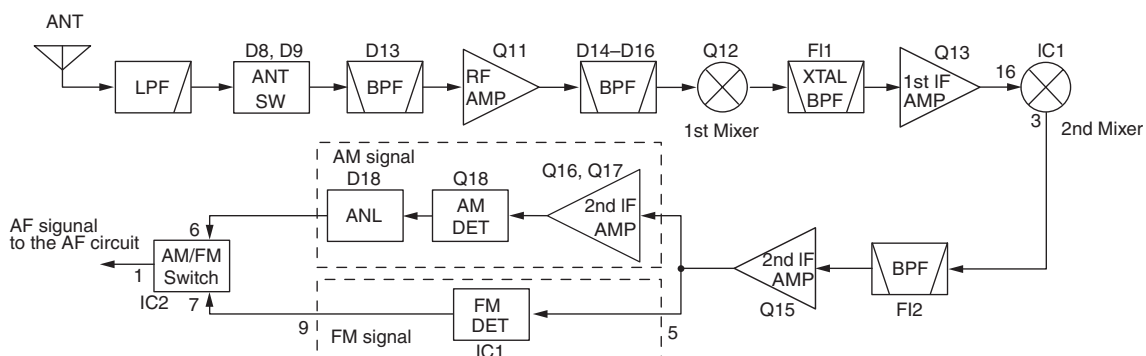 ANT
LPF
D8, D9
ANT
SW
D13
BPF
Q11
RF
AMP
D14–D16
BPF
Q12
1st Mixer
FI1
XTAL
BPF
Q13
1st IF
AMP
16
IC1
3
2nd Mixer
AM signal
D18
ANL
Q18
AM
DET
Q16, Q17
2nd IF
AMP
AF sigunal
to the AF circuit
6
AM/FM
Switch
1
IC2
7
9
FM
DET
5
FM signal
IC1
2nd IF
AMP
Q15
BPF
FI2